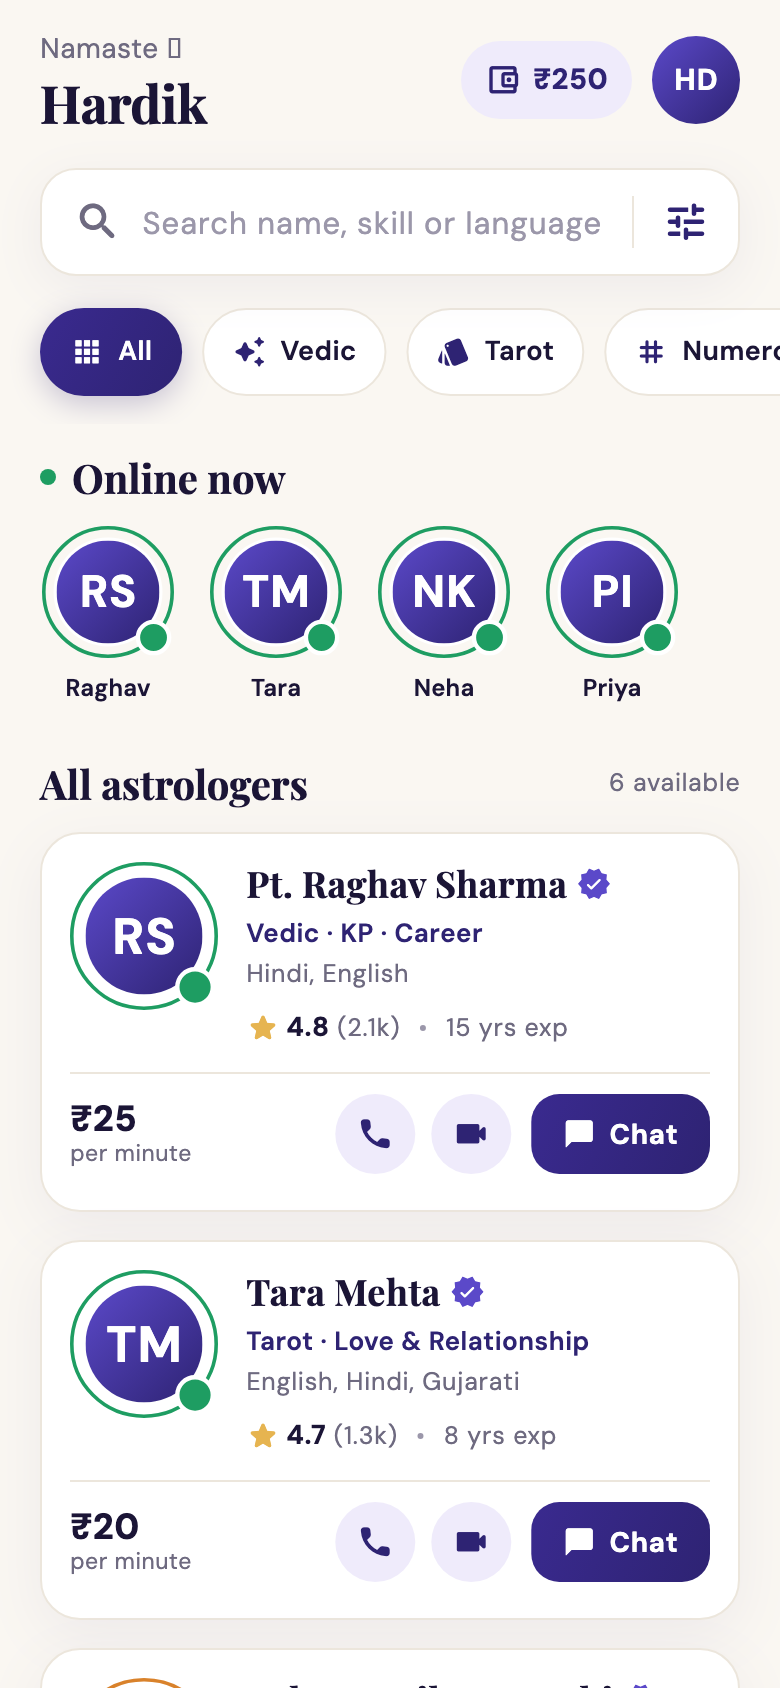 Namaste
Hardik
₹250
HD
Search name, skill or language
All
Vedic
Tarot
Online now
RS
TM
NK
PI
Raghav
Tara
Neha
Priya
All astrologers
6 available
RS
Pt. Raghav Sharma
Vedic · KP · Career
Hindi, English
4.8 (2.1k) • 15 yrs exp
₹25
per minute
Chat
TM
Tara Mehta
Tarot · Love & Relationship
English, Hindi, Gujarati
4.7 (1.3k) • 8 yrs exp
₹20
per minute
Chat